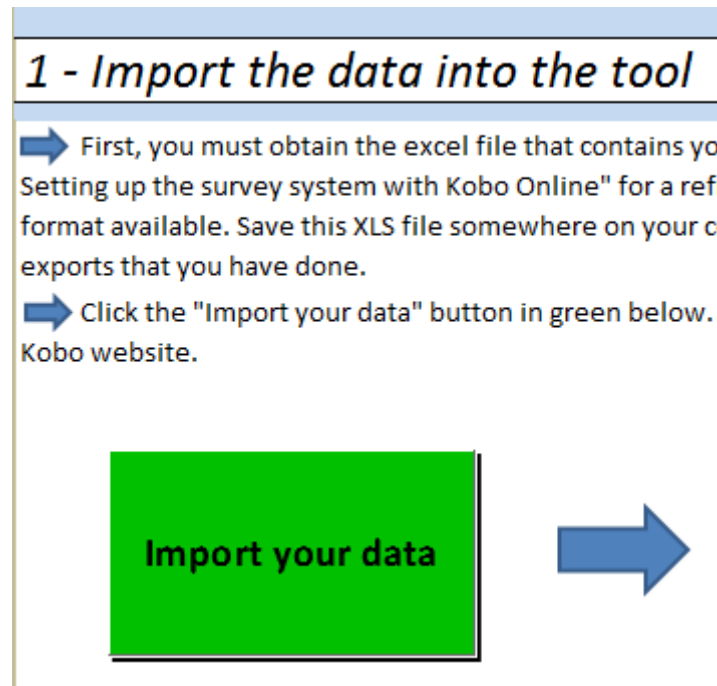 1 - Import the data into the tool
First, you must obtain the excel file that contains
Setting up the survey system with Kobo Online" for a
format available. Save this XLS file somewhere on your
exports that you have done.
Click the "Import your data" button in green below.
Kobo website.
Import your data